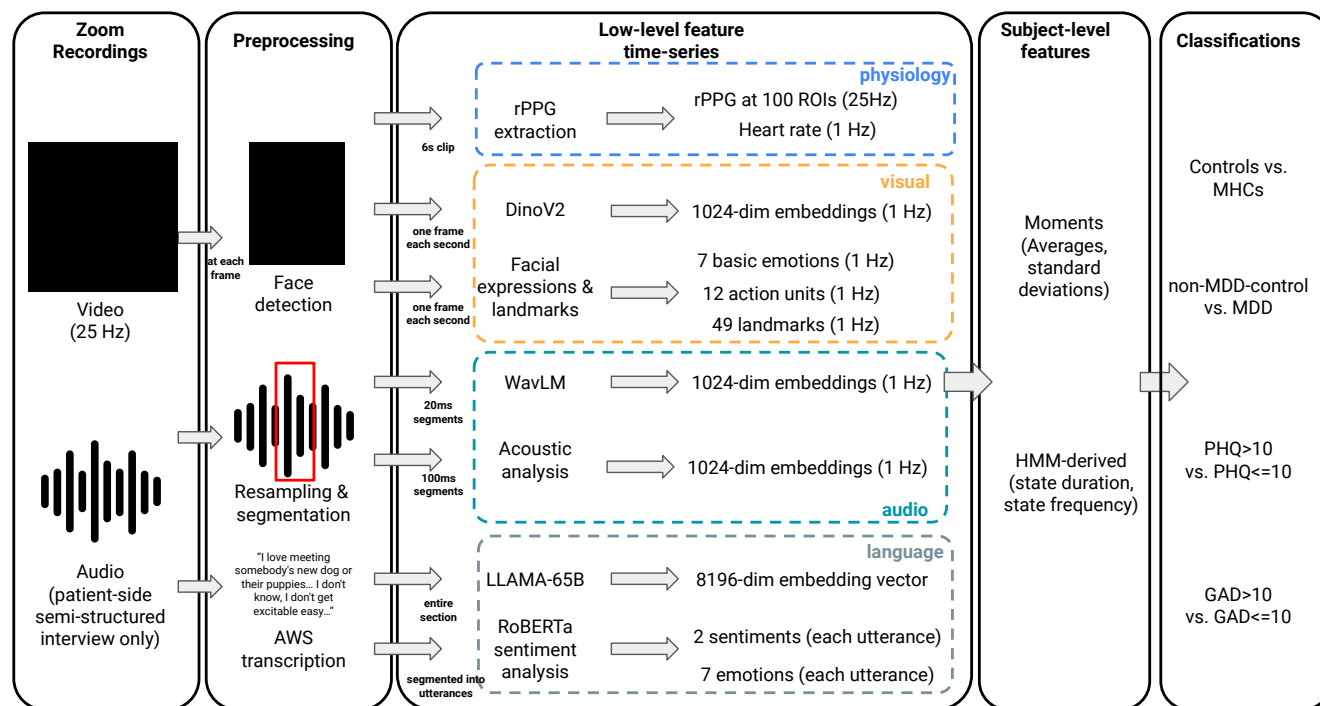 Zoom
Recordings
Video
(25 Hz)
Audio
(patient-side
semi-structured
interview only)
at each
frame
Preprocessing
Face
detection
Resampling &
segmentation
“I love meeting
somebody's new dog or
their puppies… I don't
know, I don't get
excitable easy…”
AWS
transcription
Low-level feature
time-series
physiology
6s clip
rPPG
extraction
rPPG at 100 ROIs (25Hz)
Heart rate (1 Hz)
visual
one frame
each second
DinoV2
1024-dim embeddings (1 Hz)
one frame
each second
Facial
expressions &
landmarks
7 basic emotions (1 Hz)
12 action units (1 Hz)
49 landmarks (1 Hz)
20ms
segments
WavLM
1024-dim embeddings (1 Hz)
100ms
segments
Acoustic
analysis
1024-dim embeddings (1 Hz)
audio
language
entire
section
LLAMA-65B
8196-dim embedding vector
segmented into
utterances
RoBERTa
sentiment
analysis
2 sentiments (each utterance)
7 emotions (each utterance)
Subject-level
features
Moments
(Averages,
standard
deviations)
HMM-derived
(state duration,
state frequency)
Classifications
Controls vs.
MHCs
non-MDD-control
vs. MDD
PHQ>10
vs. PHQ<=10
GAD>10
vs. GAD<=10